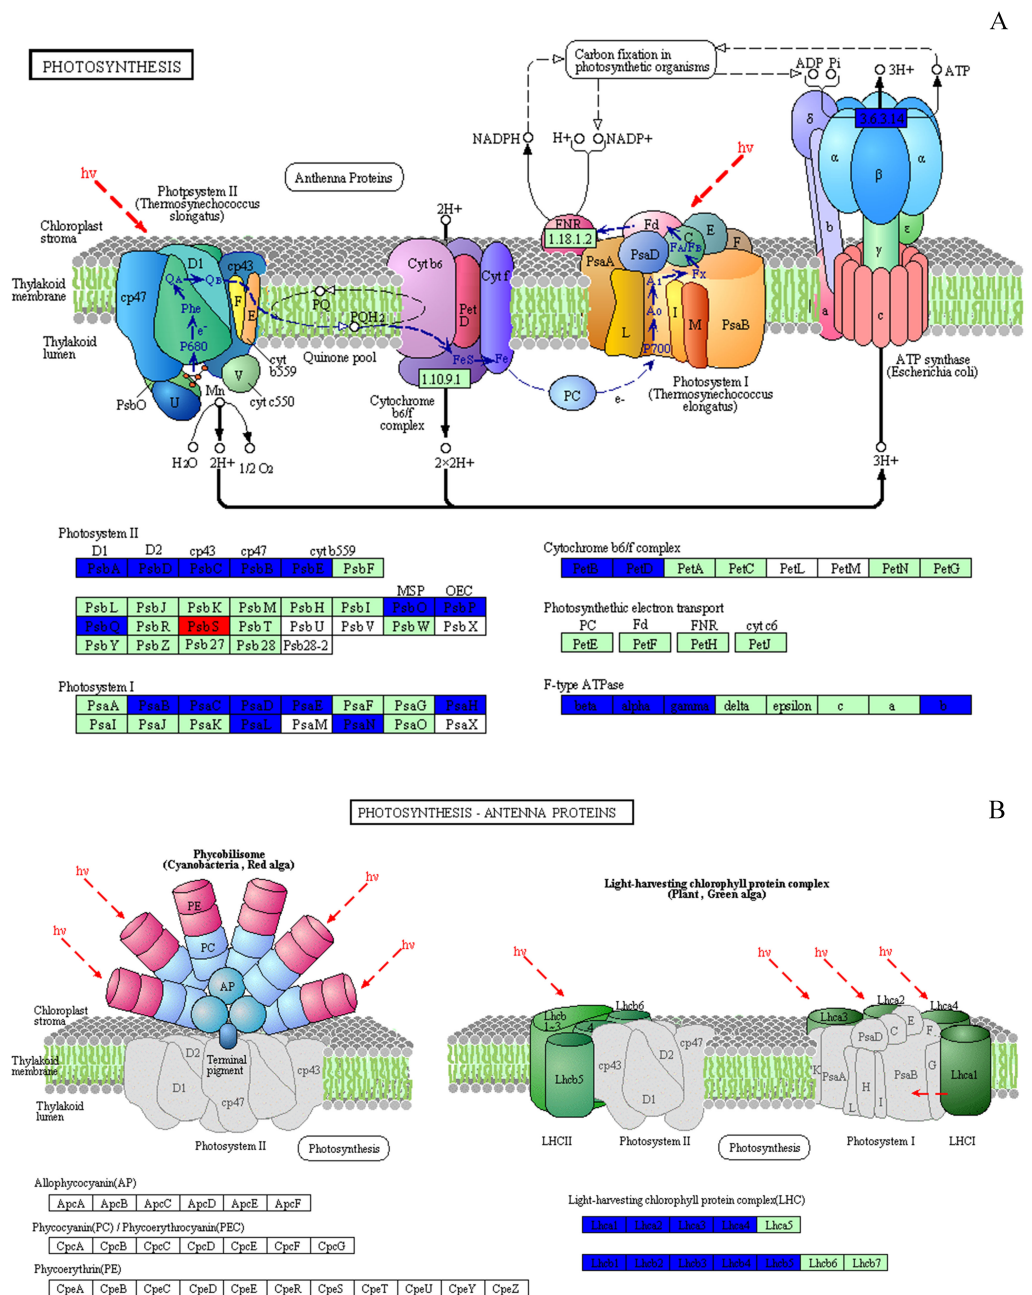 A
PHOTOSYNTHESIS
Carbon fixation in
photosynthetic organisms
ADP Pi
3H+
ATP
3.6.3.14
NADPH
H+
NADP+
hν
hν
Photpsystem II
(Thermosynechococcus
slongatus)
Anthenna Proteins
2H+
Chloroplast
stroma
Thylakoid
membrane
Thylakoid
lumen
D1
cp43
cp47
QA
QB
Phe
e-
P680
F
E
V
U
Mn
PsbO
cyt
b559
cyt c550
PQ
PQH2
Quinone pool
Cyt b6
Pet
D
Cyt f
FeS
Fe
1.10.9.1
Cytochrome
b6/f
complex
FNR
1.18.1.2
Fd
E
C
F
FA/FB
FX
PsaA
PsaD
A1
A0
P700
L
I
M
PsaB
PC
e-
Photosystem I
(Thermosynechococcus
elongatus)
δ
α
β
α
b
γ
ε
a
c
ATP synthase
(Escherichia coli)
H2O
2H+
1/2 O2
2×2H+
3H+
Photosystem II
D1 D2 cp43 cp47 cyt b559
PsbA PsbD PsbC PsbB PsbE PsbF
MSP OEC
PsbL PsbJ PsbK PsbM PsbH PsbI PsbO PsbP
PsbQ PsbR PsbS PsbT PsbU PsbV PsbW PsbX
PsbY PsbZ Psb27 Psb28 Psb28-2
Photosystem I
PsaA PsaB PsaC PsaD PsaE PsaF PsaG PsaH
PsaI PsaJ PsaK PsaL PsaM PsaN PsaO PsaX
Cytochrome b6/f complex
PetB PetD PetA PetC PetL PetM PetN PetG
Photosynthethic electron transport
PC Fd FNR cyt c6
PetE PetF PetH PetJ
F-type ATPase
beta alpha gamma delta epsilon c a b
B
PHOTOSYNTHESIS - ANTENNA PROTEINS
Phycobilisome
(Cyanobacteria , Red alga)
hν
hν
hν
hν
hν
PE
PC
AP
Chloroplast
stroma
Thylakoid
membrane
Thylakoid
lumen
Terminal
pigment
D2
D1
cp47
cp43
Photosystem II
Photosynthesis
Light-harvesting chlorophyll protein complex
(Plant , Green alga)
hν
hν
hν
Lhcb
1-3
4
Lhcb6
Lhcb5
cp43
D2
cp47
D1
LHCII
Photosystem II
Photosynthesis
Lhca3
Lhca2
Lhca4
Lhca1
PsaD
C
E
F
K
PsaA
H
PsaB
G
L
I
Photosystem I
LHCI
Allophycocyanin(AP)
ApcA ApcB ApcC ApcD ApcE ApcF
Phycocyanin(PC) / Phycoerythrocyanin(PEC)
CpcA CpcB CpcC CpcD CpcE CpcF CpcG
Phycoerythrin(PE)
CpeA CpeB CpeC CpeD CpeE CpeR CpeS CpeT CpeU CpeY CpeZ
Light-harvesting chlorophyll protein complex(LHC)
Lhca1 Lhca2 Lhca3 Lhca4 Lhca5
Lhcb1 Lhcb2 Lhcb3 Lhcb4 Lhcb5 Lhcb6 Lhcb7